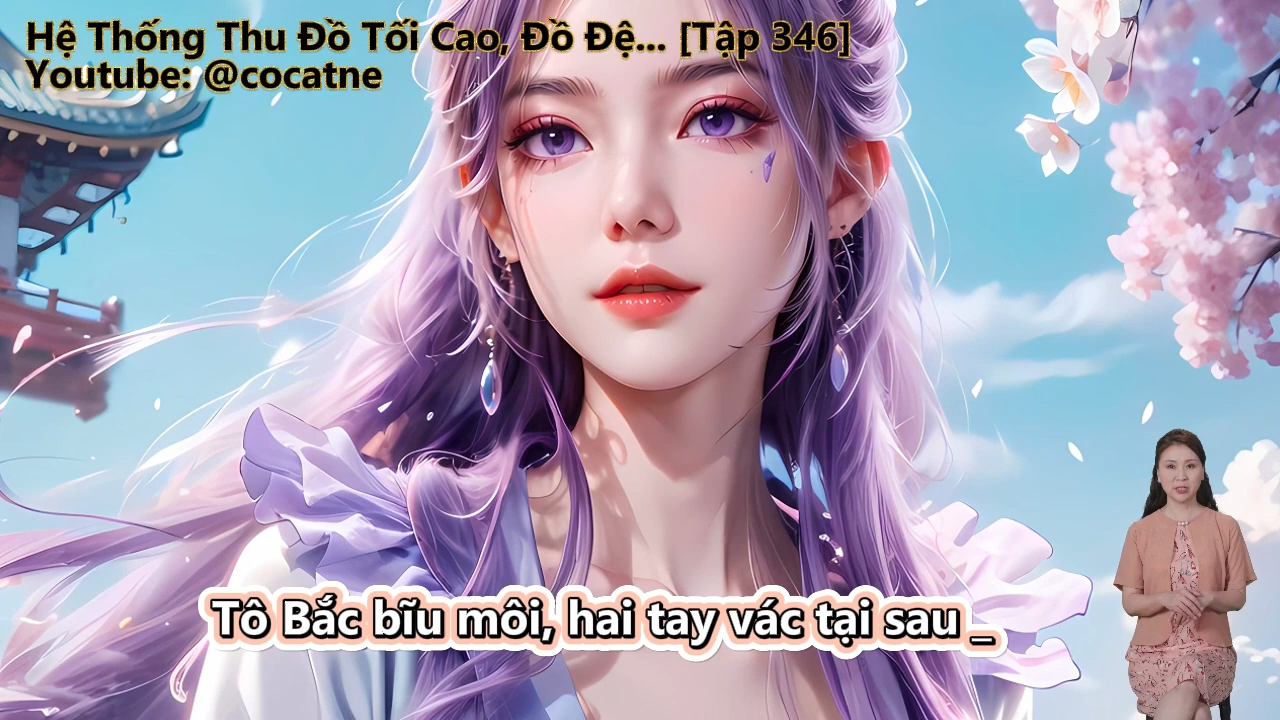 Hệ Thống Thu Đồ Tối Cao, Đồ Đệ... [Tập 346]
Youtube: @cocatne
Tô Bắc bĩu môi, hai tay vác tại sau _